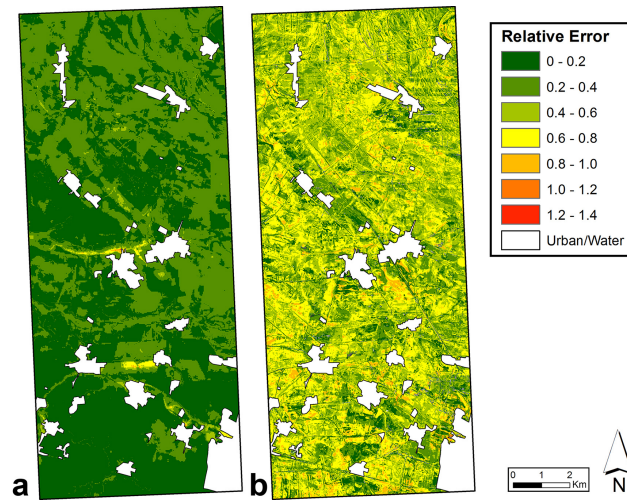 Relative Error
0 - 0.2
0.2 - 0.4
0.4 - 0.6
0.6 - 0.8
0.8 - 1.0
1.0 - 1.2
1.2 - 1.4
Urban/Water
a
b
0 1 2
Km
N